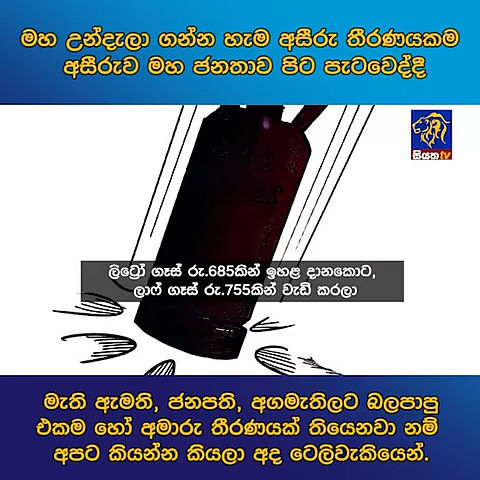 මහ උන්දැලා ගන්න හැම අසීරු තීරණයකම
අසීරුව මහ ජනතාව පිට පැටවෙද්දී
සියත tv
ලිට්‍රෝ ගෑස් රු.685කින් ඉහළ දානකොට,
ලාෆ් ගෑස් රු.755කින් වැඩි කරලා
මැති ඇමති, ජනපති, අගමැතිලට බලපාපු
එකම හෝ අමාරු තීරණයක් තියෙනවා නම්
අපට කියන්න කියලා අද ටෙලිවැකියෙන්.